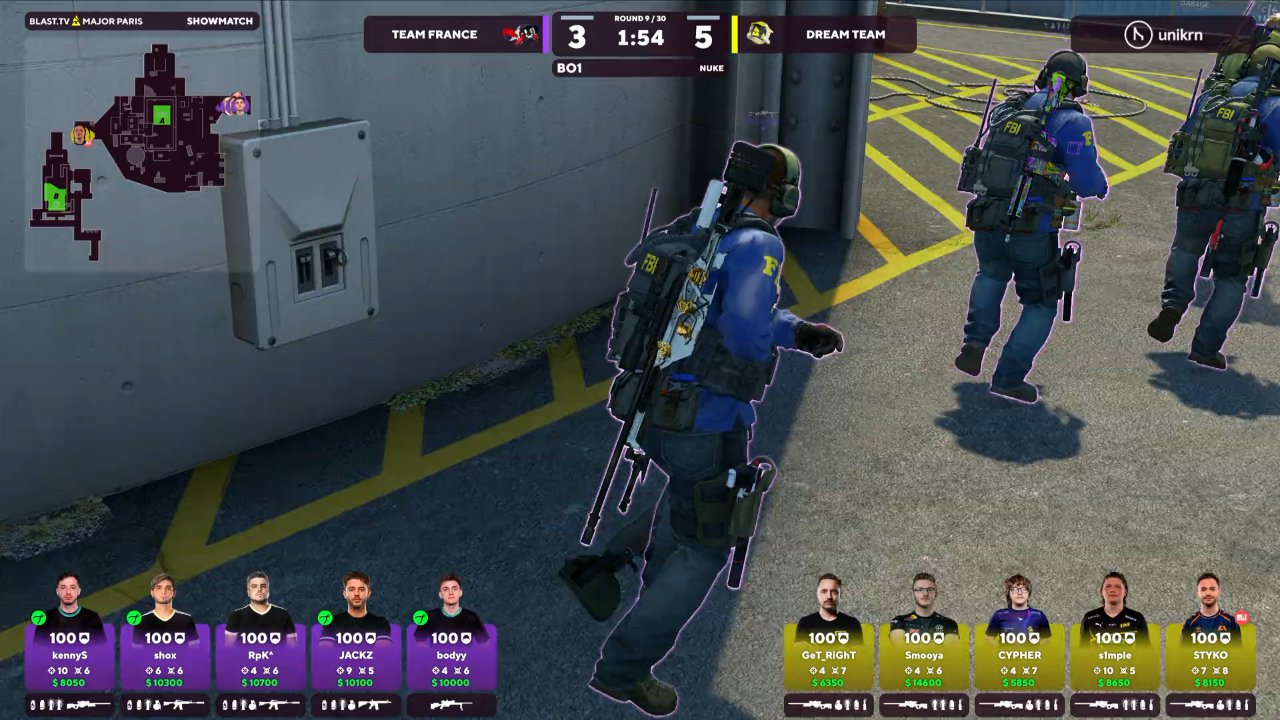 BLAST.TV MAJOR PARIS SHOWMATCH
TEAM FRANCE 3 ROUND 9 / 30 1:54 5 DREAM TEAM
unikrn
BO1 NUKE
GARAGE
A
B
FBI
FBI
FBI
F
100 100 100 100 100 100 100 100 100 100
kennyS shox RpK^ JACKZ bodyy GeT_RiGhT Smooya CYPHER s1mple STYKO
10 6 6 6 4 6 9 5 4 6 4 7 4 6 4 7 10 5 7 8
$8050 $10300 $10700 $10100 $10000 $6350 $14600 $5850 $8650 $8150